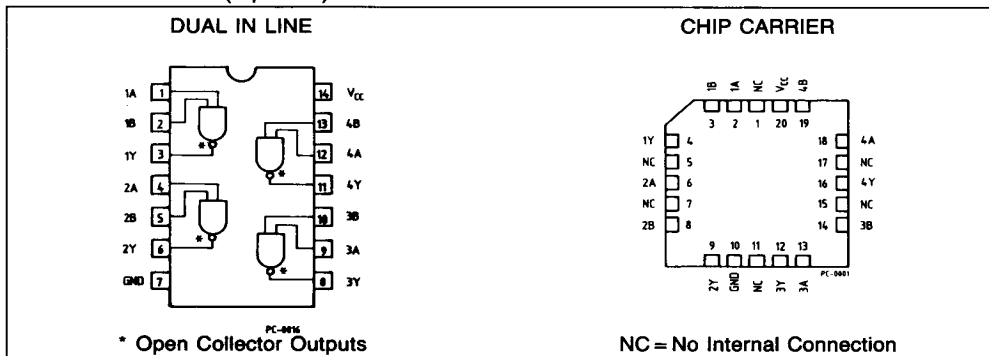 DUAL IN LINE
1A 1
1B 2
1Y 3
2A 4
2B 5
2Y 6
GND 7
14 VCC
13 4B
12 4A
11 4Y
10 3B
9 3A
8 3Y
*
*
*
*
PC-0016
* Open Collector Outputs
CHIP CARRIER
1B 1A NC VCC 4B
3 2 1 20 19
1Y 4
NC 5
2A 6
NC 7
2B 8
18 4A
17 NC
16 4Y
15 NC
14 3B
9 10 11 12 13
2Y GND NC 3Y 3A
PC-0001
NC = No Internal Connection